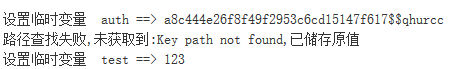 设置临时变量  auth ==> a8c444e26f8f49f2953c6cd15147f617$$qhurcc
路径查找失败,未获取到:Key path not found,已储存原值
设置临时变量  test ==> 123